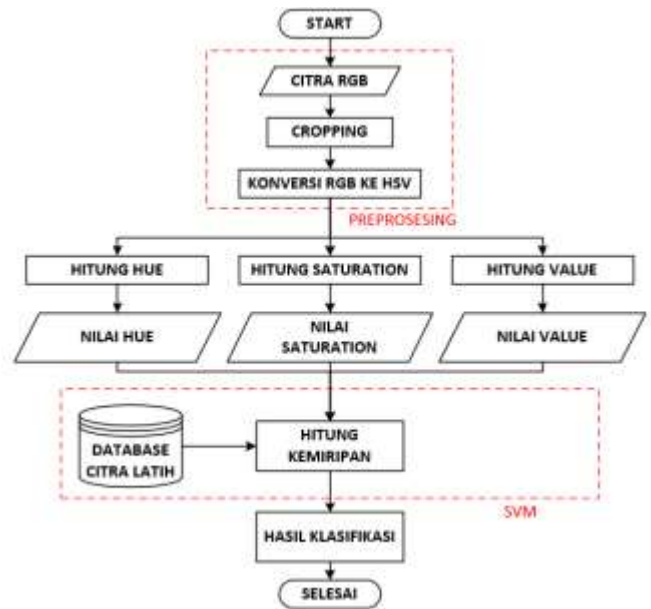 START
CITRA RGB
CROPPING
KONVERSI RGB KE HSV
PREPROSESING
HITUNG HUE
HITUNG SATURATION
HITUNG VALUE
NILAI HUE
NILAI
SATURATION
NILAI VALUE
DATABASE
CITRA LATIH
HITUNG
KEMIRIPAN
SVM
HASIL KLASIFIKASI
SELESAI